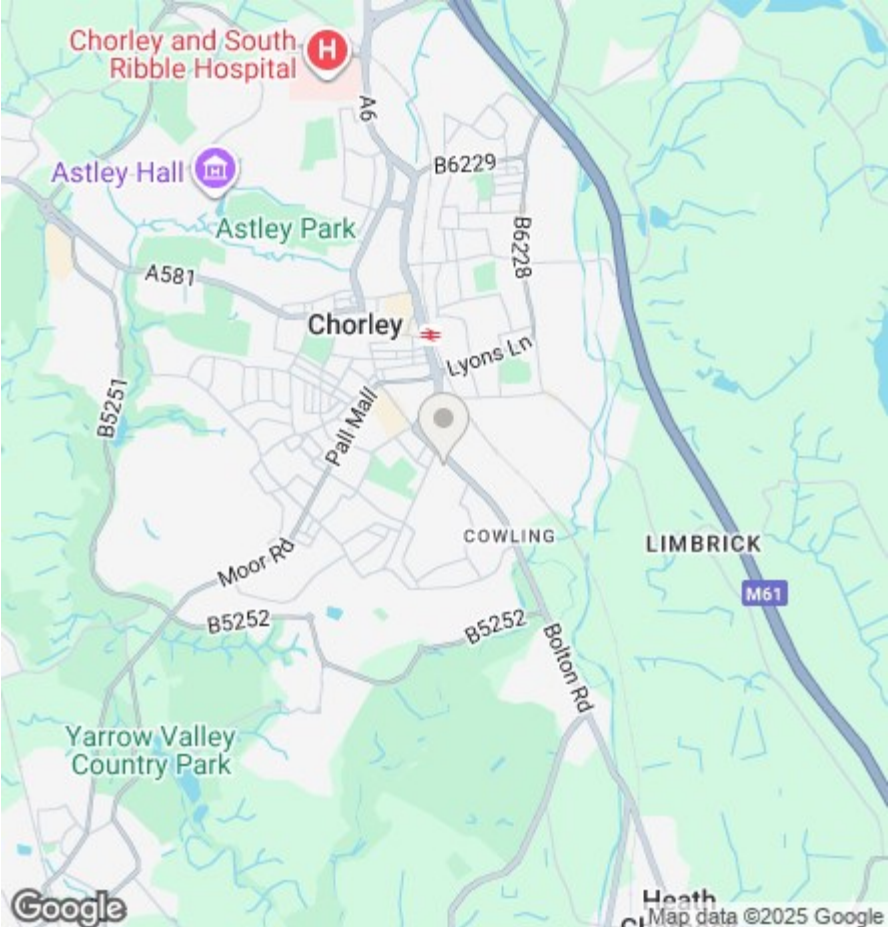 Chorley and South
Ribble Hospital
H
A6
B6229
Astley Hall
Astley Park
B6228
A581
Chorley
Lyons Ln
B5251
Pall Mall
COWLING
LIMBRICK
Moor Rd
M61
B5252
B5252
Bolton Rd
Yarrow Valley
Country Park
Heath
Google
Map data ©2025 Google